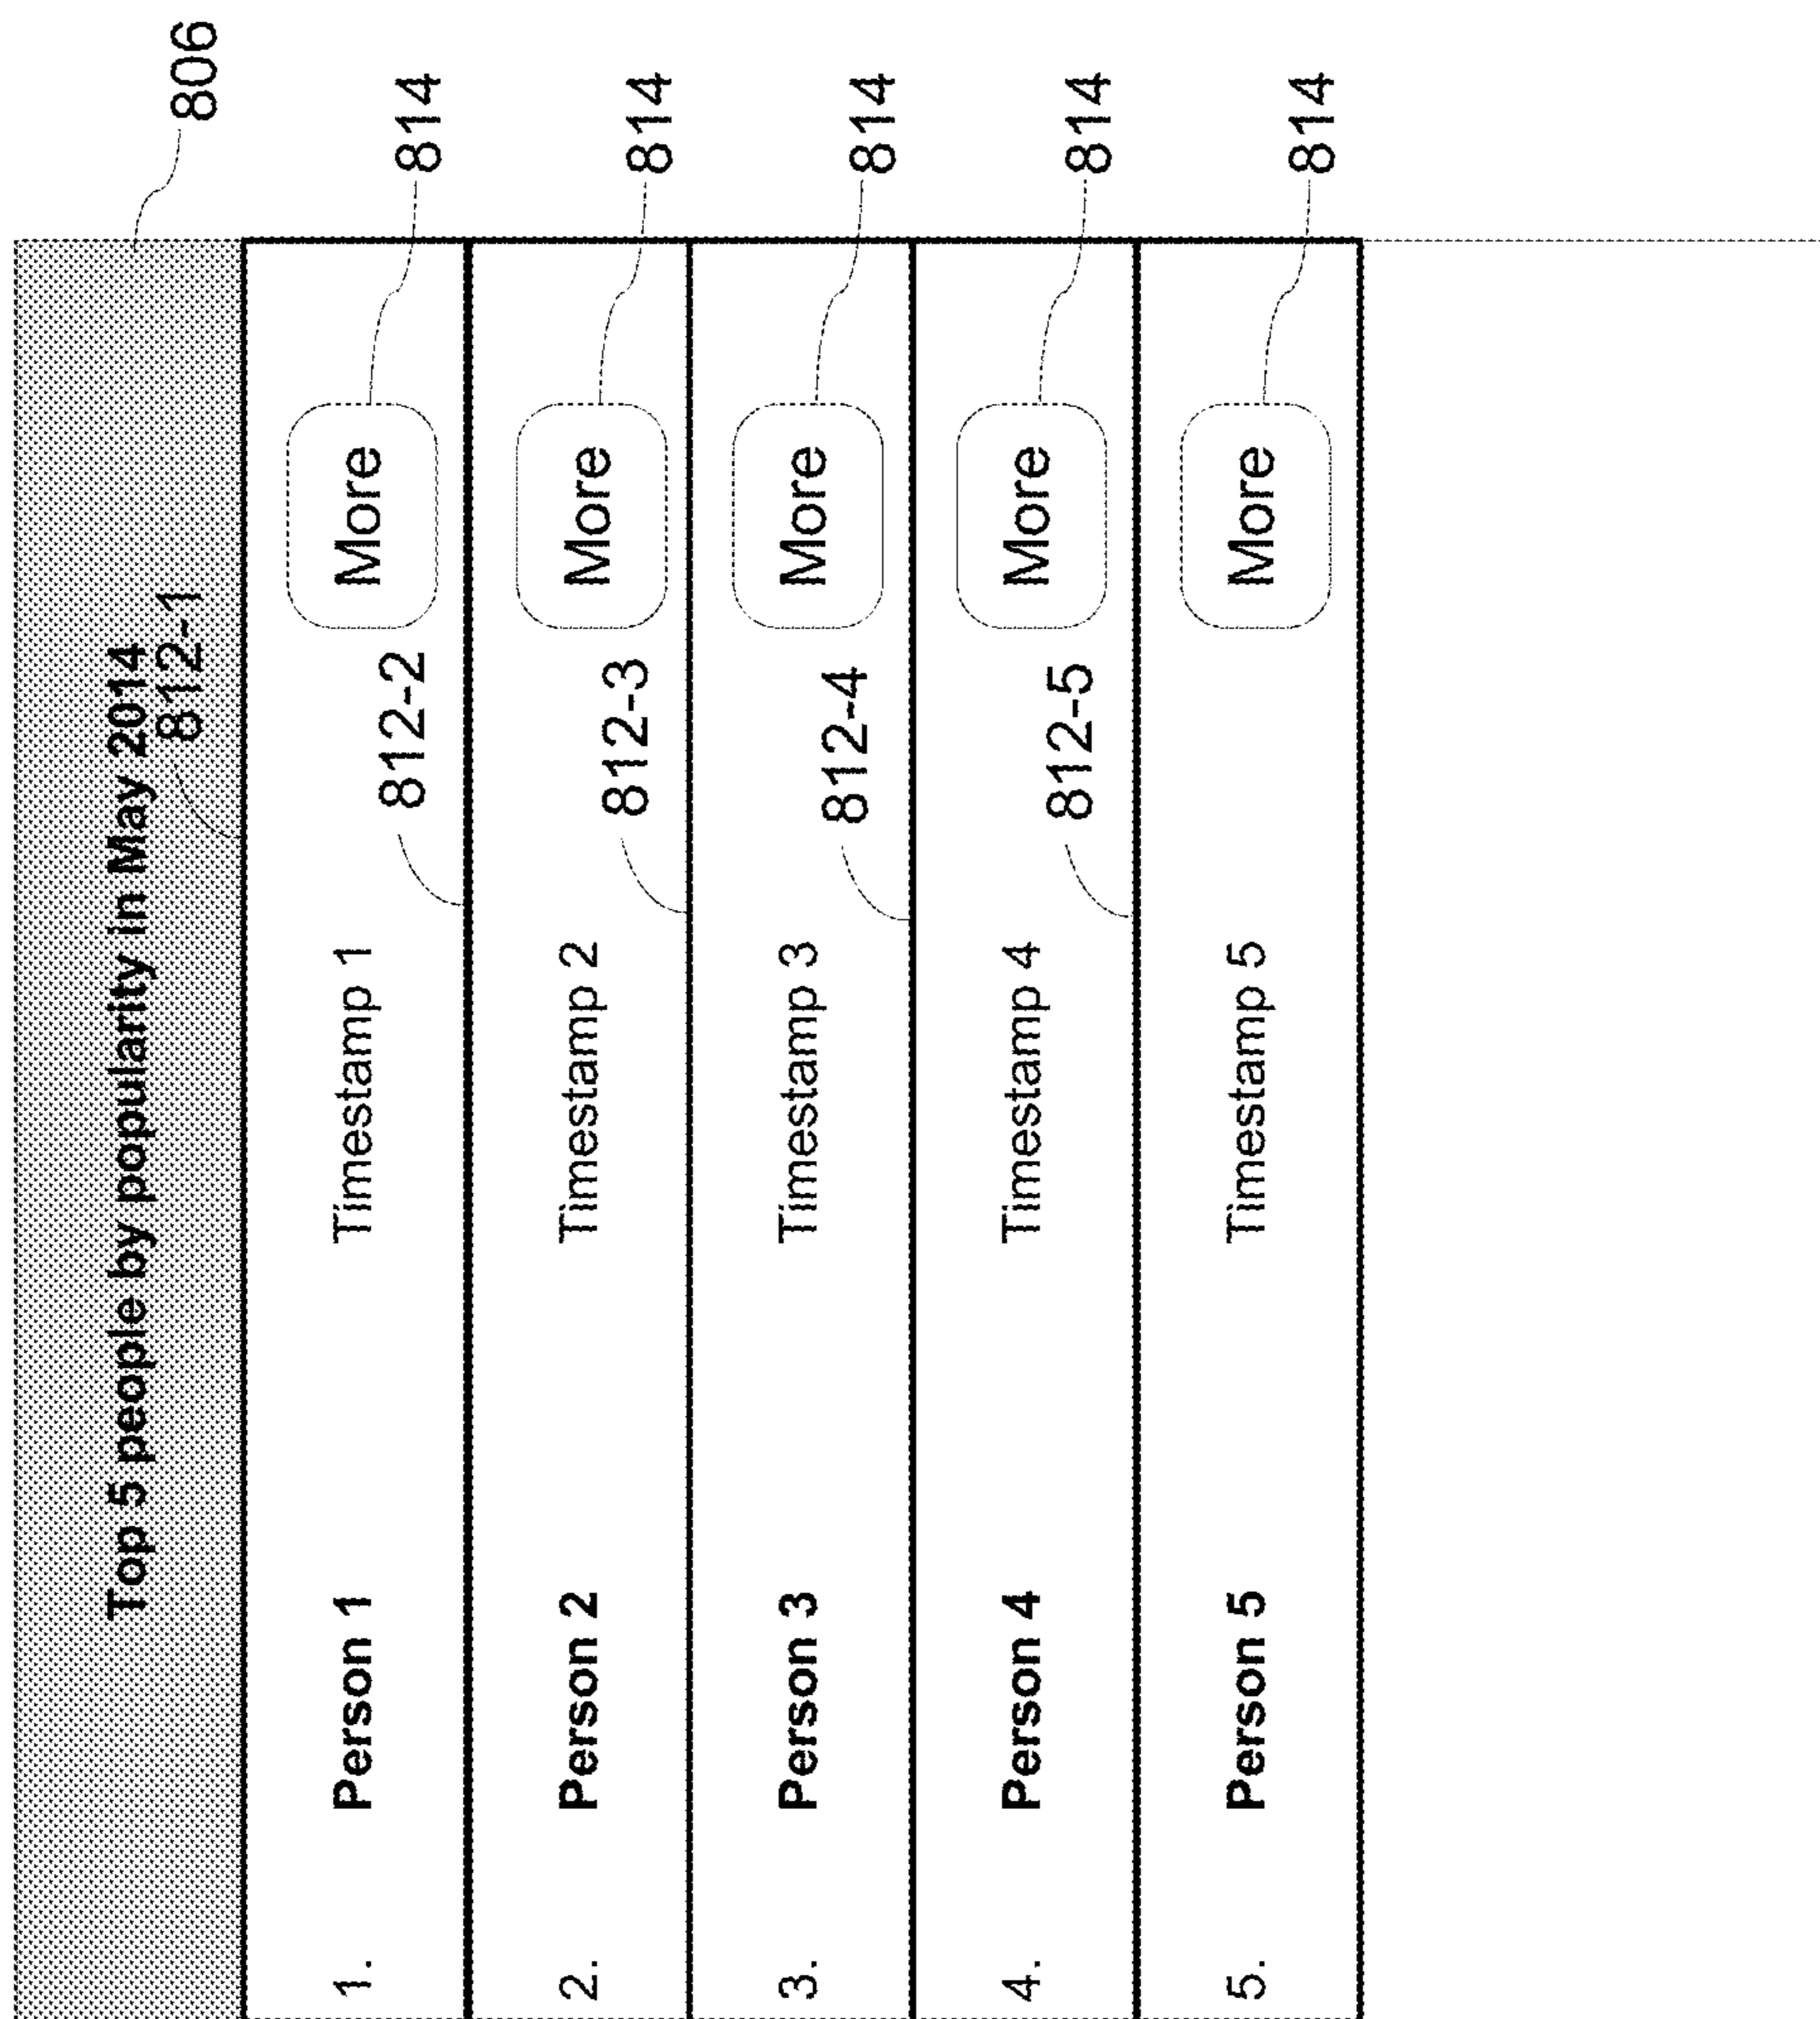 806
Top 5 people by popularity in May 2014
812-1
1. Person 1 Timestamp 1 More 814
812-2
2. Person 2 Timestamp 2 More 814
812-3
3. Person 3 Timestamp 3 More 814
812-4
4. Person 4 Timestamp 4 More 814
812-5
5. Person 5 Timestamp 5 More 814